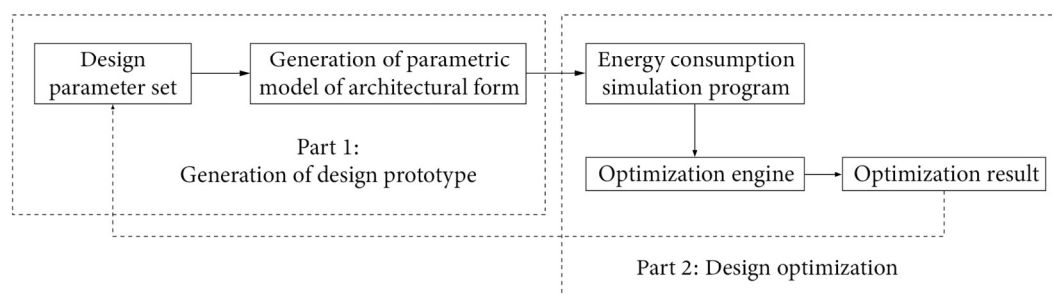 Design
parameter set
Generation of parametric
model of architectural form
Part 1:
Generation of design prototype
Energy consumption
simulation program
Optimization engine
Optimization result
Part 2: Design optimization